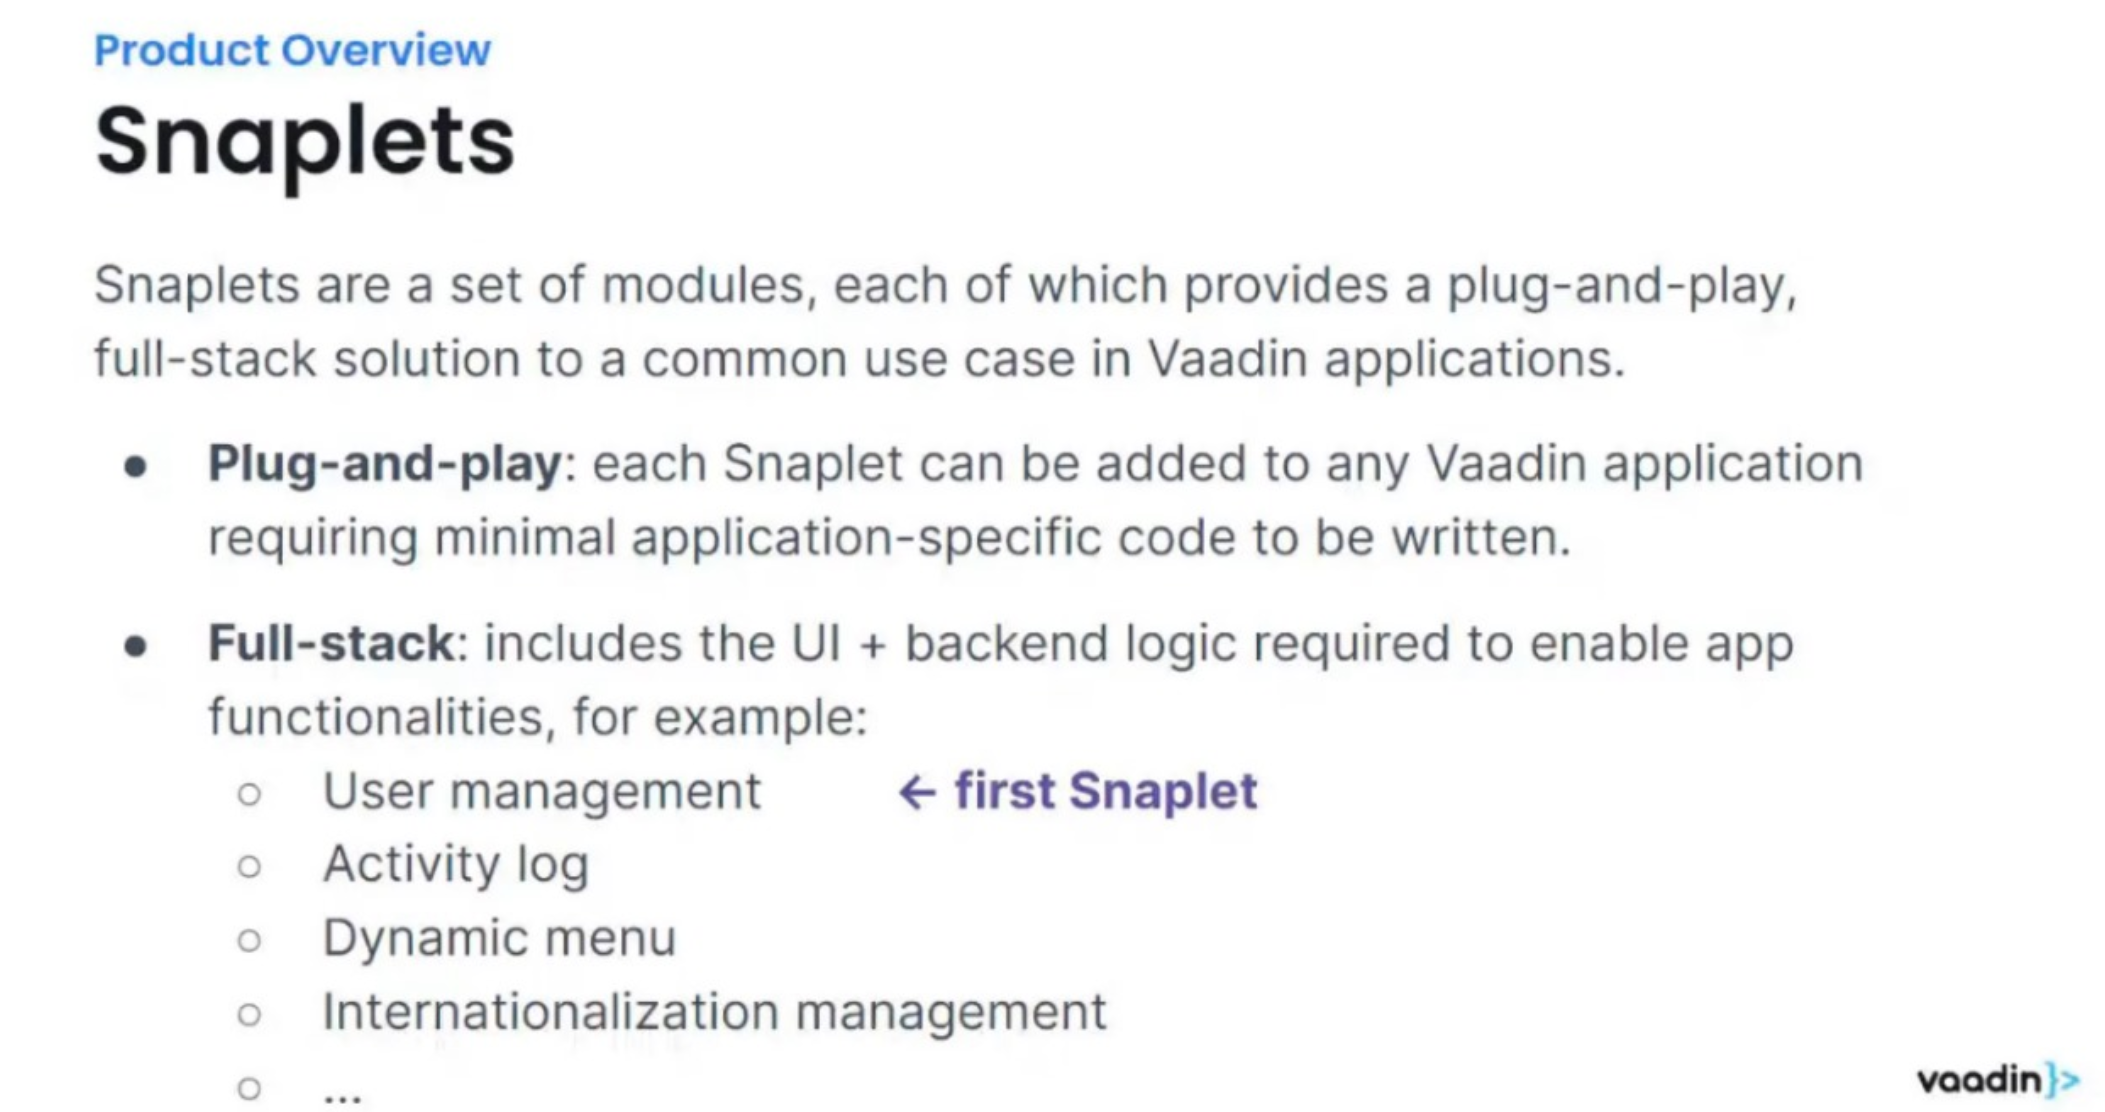 Product Overview
Snaplets
Snaplets are a set of modules, each of which provides a plug-and-play,
full-stack solution to a common use case in Vaadin applications.
● Plug-and-play: each Snaplet can be added to any Vaadin application
requiring minimal application-specific code to be written.
● Full-stack: includes the UI + backend logic required to enable app
functionalities, for example:
○ User management ← first Snaplet
○ Activity log
○ Dynamic menu
○ Internationalization management
○ ...
vaadin}>